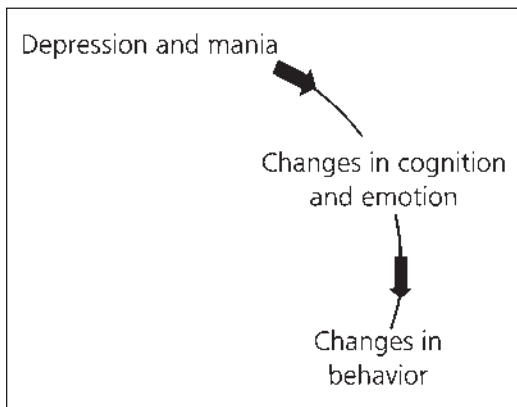 Depression and mania
Changes in cognition
and emotion
Changes in
behavior